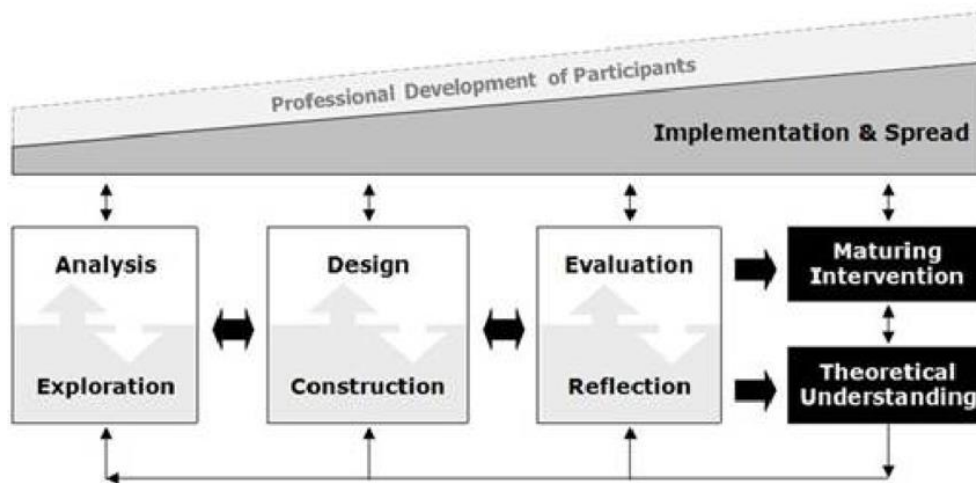 Professional Development of Participants
Implementation & Spread
Analysis
Exploration
Design
Construction
Evaluation
Reflection
Maturing
Intervention
Theoretical
Understanding